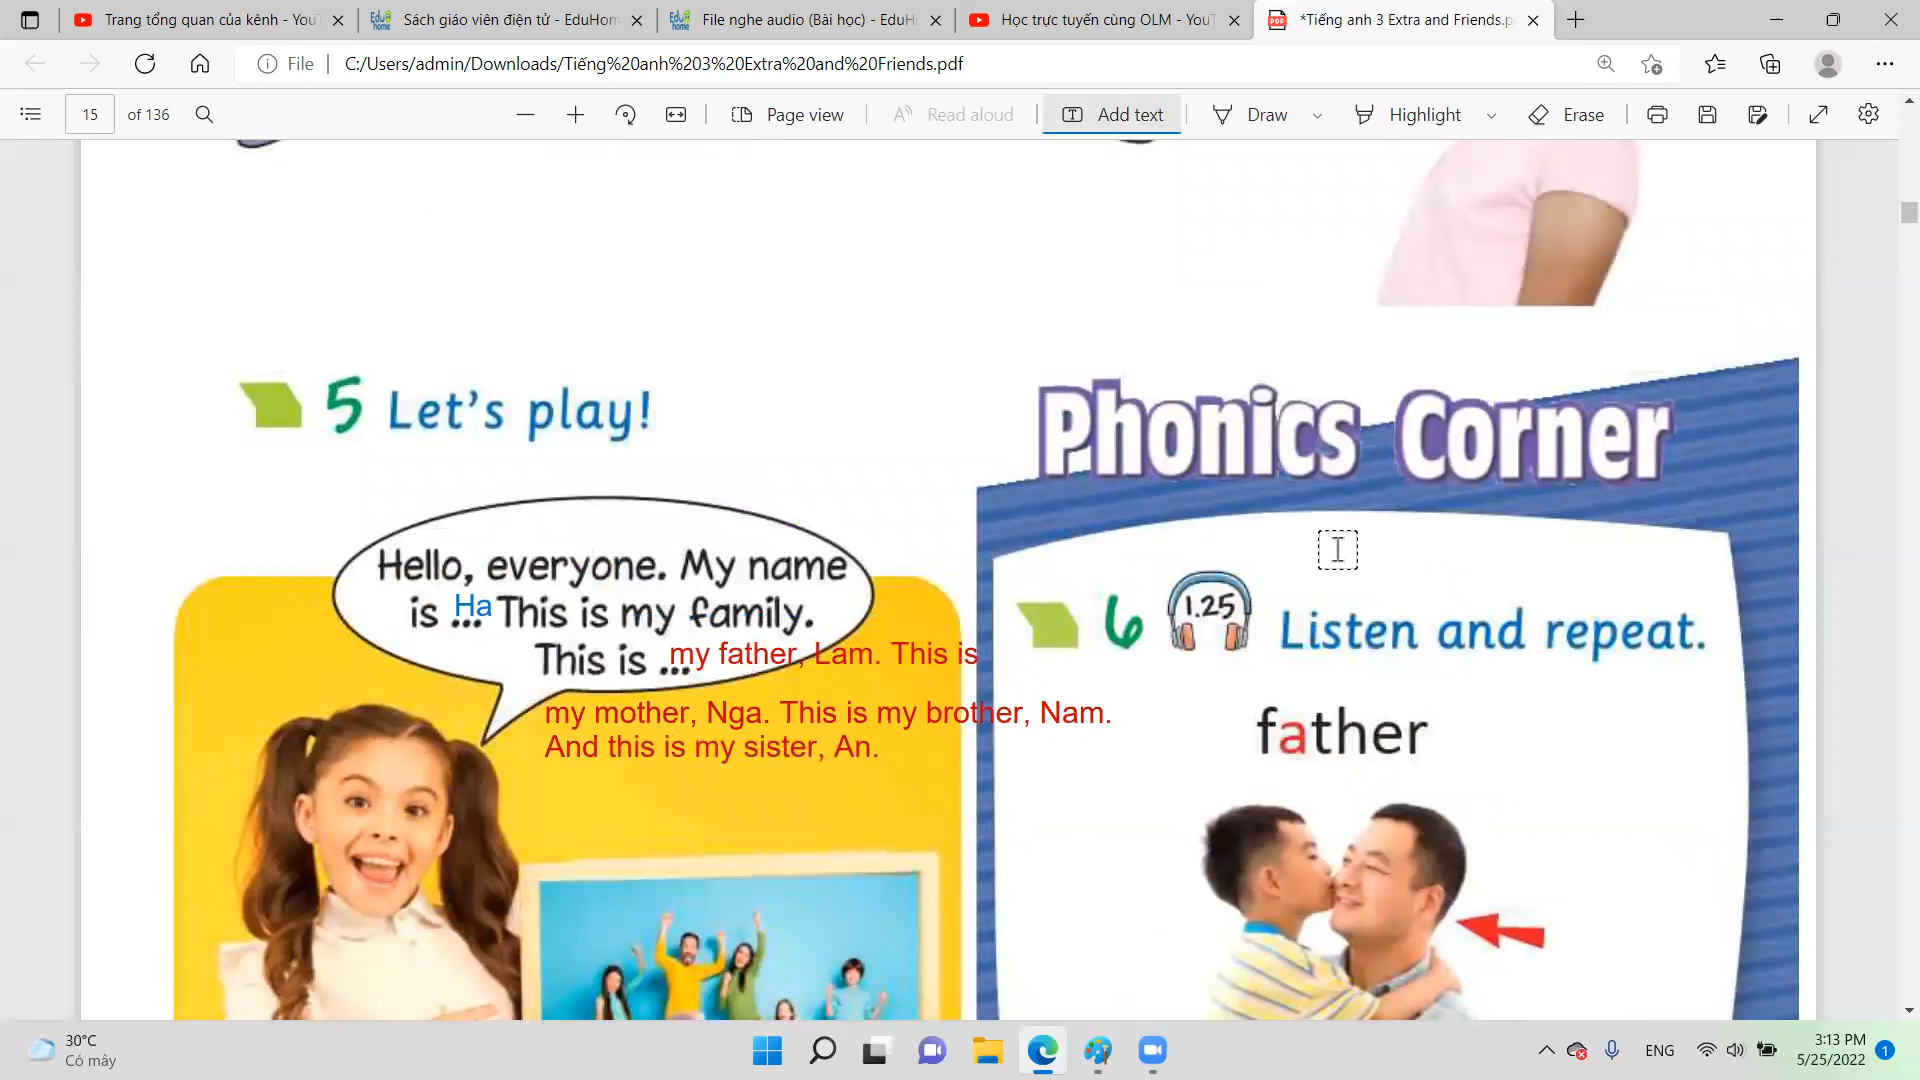 Trang tổng quan của kênh - YouT
Sách giáo viên điện tử - EduHom
File nghe audio (Bài học) - EduH
Học trực tuyến cùng OLM - YouT
*Tiếng anh 3 Extra and Friends.p
File
C:/Users/admin/Downloads/Tiếng%20anh%203%20Extra%20and%20Friends.pdf
15 of 136
Page view
Read aloud
Add text
Draw
Highlight
Erase
5 Let's play!
Hello, everyone. My name
is ... Ha This is my family.
This is ... my father, Lam. This is
my mother, Nga. This is my brother, Nam.
And this is my sister, An.
Phonics Corner
6 1.25 Listen and repeat.
father
30°C
Có mây
ENG
3:13 PM
5/25/2022
1